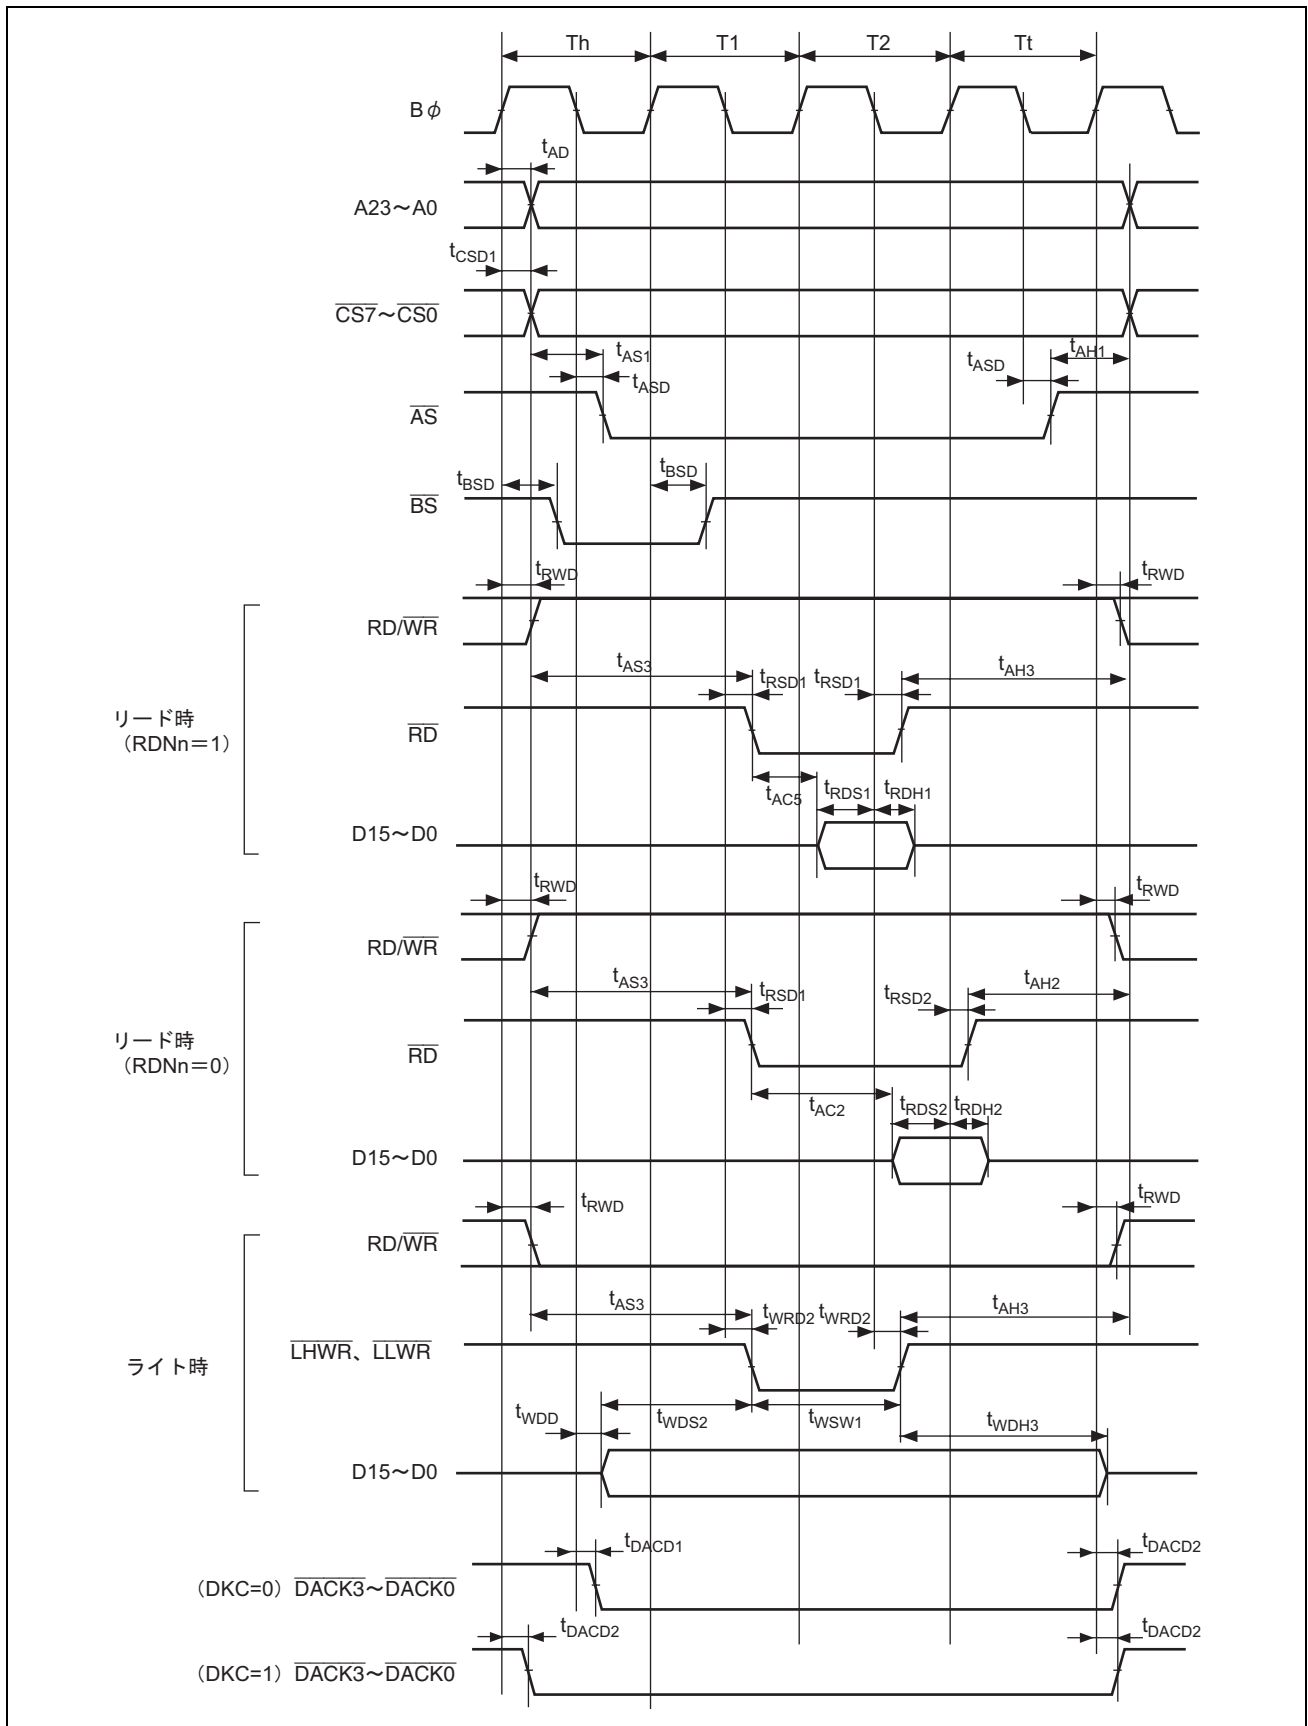 Th T1 T2 Tt
Bφ
tAD
A23～A0
tCSD1
CS7～CS0
tAS1 tASD tAH1
tASD
AS
tBSD tBSD
BS
tRWD tRWD
RD/WR
tAS3 tRSD1 tRSD1 tAH3
リード時
（RDNn＝1）
RD
tAC5 tRDS1 tRDH1
D15～D0
tRWD tRWD
RD/WR
tAS3 tRSD1 tRSD2 tAH2
リード時
（RDNn＝0）
RD
tAC2 tRDS2 tRDH2
D15～D0
tRWD tRWD
RD/WR
tAS3 tWRD2 tWRD2 tAH3
LHWR、LLWR
ライト時
tWDD tWDS2 tWSW1 tWDH3
D15～D0
tDACD1 tDACD2
（DKC=0）DACK3～DACK0
tDACD2 tDACD2
（DKC=1）DACK3～DACK0